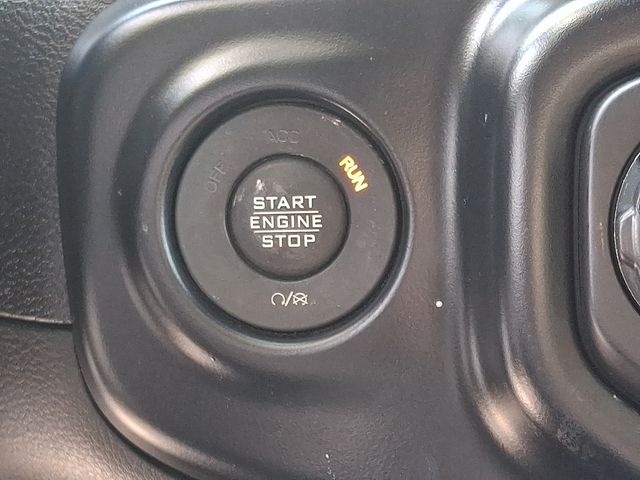 ACC
OFF
RUN
START
ENGINE
STOP